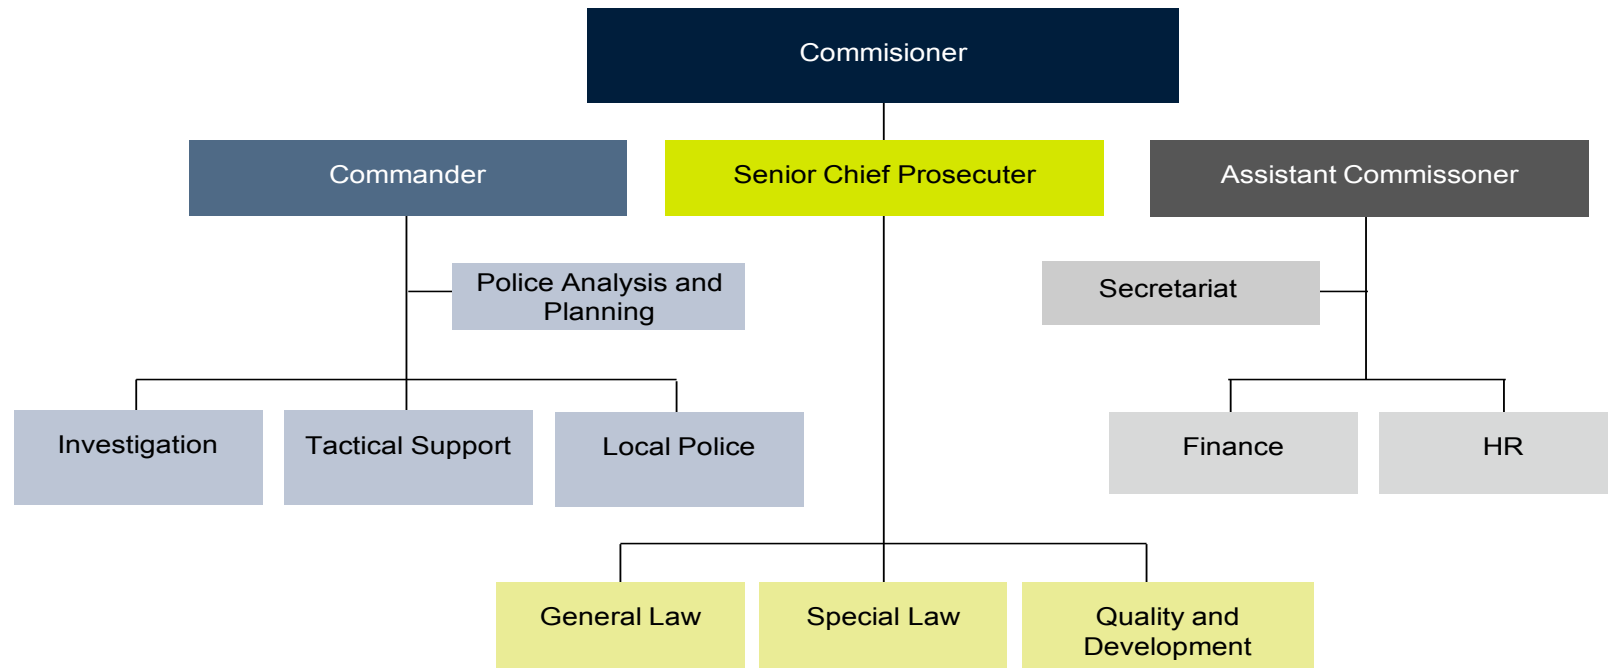 Commisioner
Commander
Senior Chief Prosecuter
Assistant Commissoner
Police Analysis and
Planning
Secretariat
Investigation
Tactical Support
Local Police
Finance
HR
General Law
Special Law
Quality and
Development